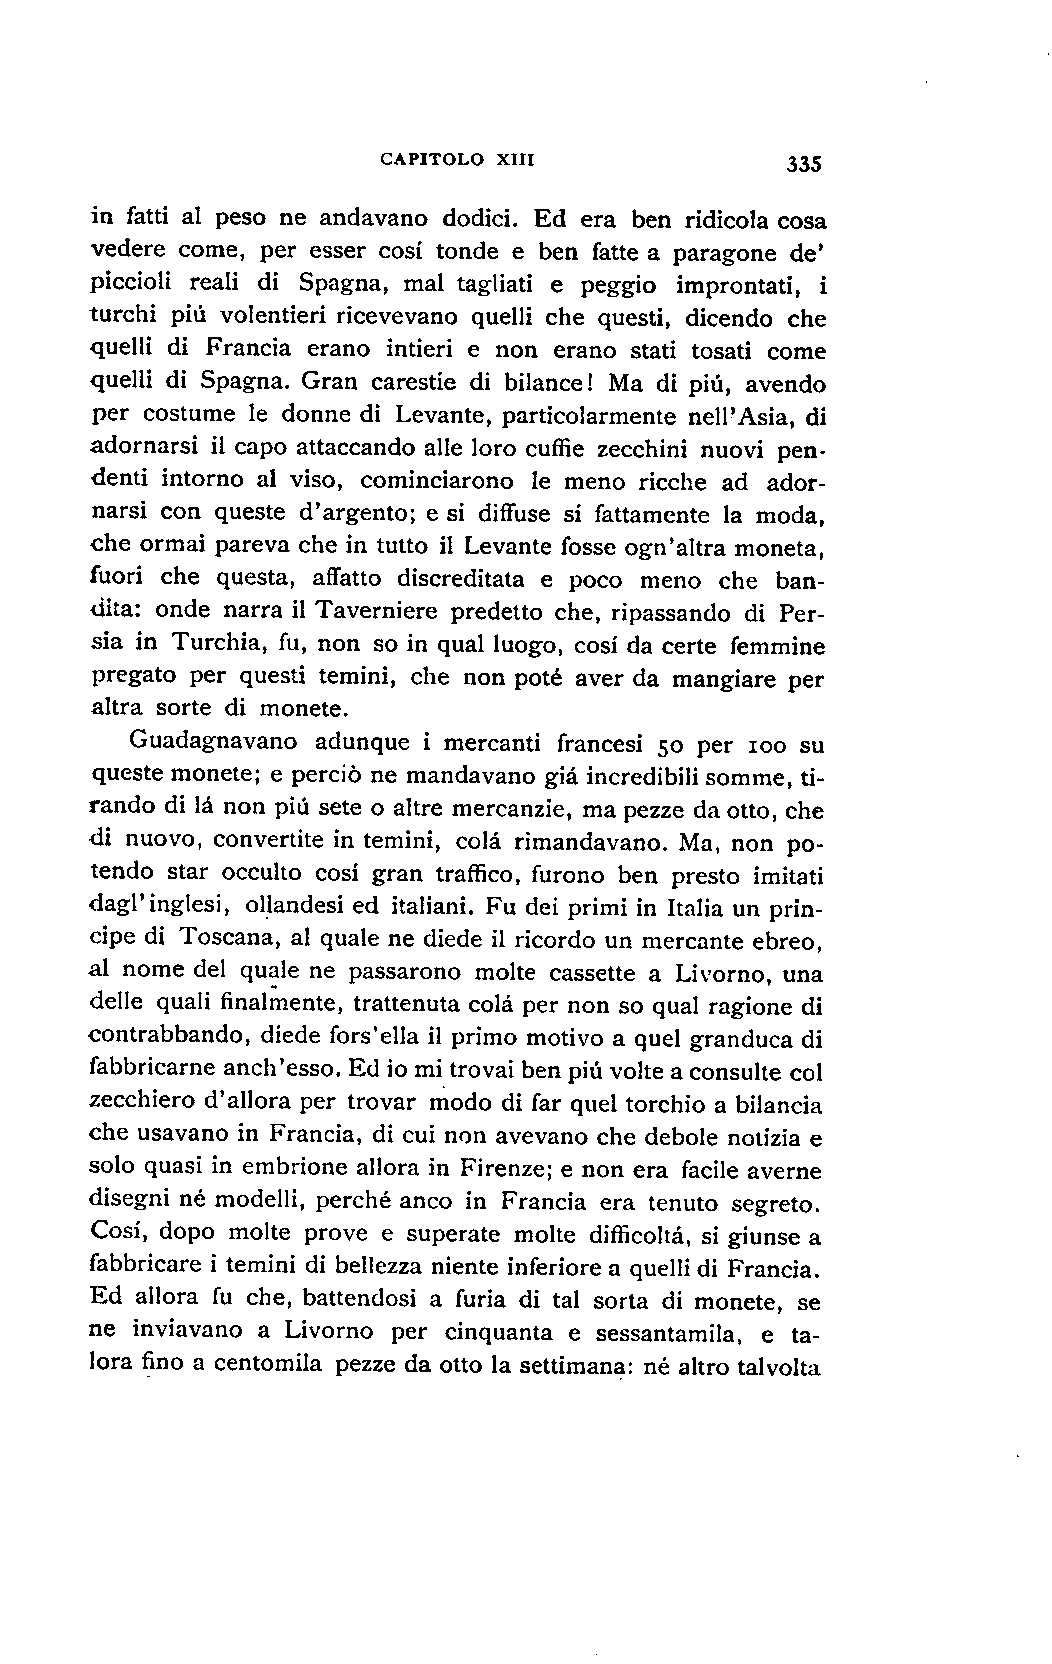 CAPITOLO XIII 335
in fatti al peso ne andavano dodici. Ed era ben ridicola cosa
vedere come, per esser cosí tonde e ben fatte a paragone de'
piccioli reali di Spagna, mal tagliati e peggio improntati, i
turchi piú volentieri ricevevano quelli che questi, dicendo che
quelli di Francia erano intieri e non erano stati tosati come
quelli di Spagna. Gran carestie di bilance! Ma di piú, avendo
per costume le donne di Levante, particolarmente nell'Asia, di
adornarsi il capo attaccando alle loro cuffie zecchini nuovi pen-
denti intorno al viso, cominciarono le meno ricche ad ador-
narsi con queste d'argento; e si diffuse sí fattamente la moda,
che ormai pareva che in tutto il Levante fosse ogn'altra moneta,
fuori che questa, affatto discreditata e poco meno che ban-
dita: onde narra il Taverniere predetto che, ripassando di Per-
sia in Turchia, fu, non so in qual luogo, cosí da certe femmine
pregato per questi temini, che non poté aver da mangiare per
altra sorte di monete.
Guadagnavano adunque i mercanti francesi 50 per 100 su
queste monete; e perciò ne mandavano giá incredibili somme, ti-
rando di lá non piú sete o altre mercanzie, ma pezze da otto, che
di nuovo, convertite in temini, colá rimandavano. Ma, non po-
tendo star occulto cosí gran traffico, furono ben presto imitati
dagl'inglesi, ollandesi ed italiani. Fu dei primi in Italia un prin-
cipe di Toscana, al quale ne diede il ricordo un mercante ebreo,
al nome del quale ne passarono molte cassette a Livorno, una
delle quali finalmente, trattenuta colá per non so qual ragione di
contrabbando, diede fors'ella il primo motivo a quel granduca di
fabbricarne anch'esso. Ed io mi trovai ben piú volte a consulte col
zecchiero d'allora per trovar modo di far quel torchio a bilancia
che usavano in Francia, di cui non avevano che debole notizia e
solo quasi in embrione allora in Firenze; e non era facile averne
disegni né modelli, perché anco in Francia era tenuto segreto.
Cosí, dopo molte prove e superate molte difficoltá, si giunse a
fabbricare i temini di bellezza niente inferiore a quelli di Francia.
Ed allora fu che, battendosi a furia di tal sorta di monete, se
ne inviavano a Livorno per cinquanta e sessantamila, e ta-
lora fino a centomila pezze da otto la settimana: né altro talvolta